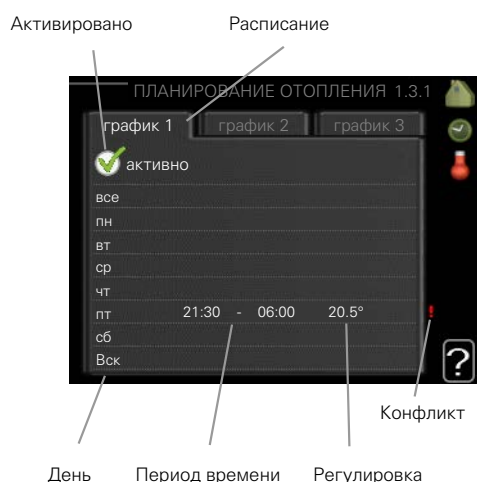 Активировано Расписание
ПЛАНИРОВАНИЕ ОТОПЛЕНИЯ 1.3.1
график 1 график 2 график 3
активно
все
пн
вт
ср
чт
пт 21:30 - 06:00 20.5° !
сб
Вск
?
Конфликт
День Период времени Регулировка